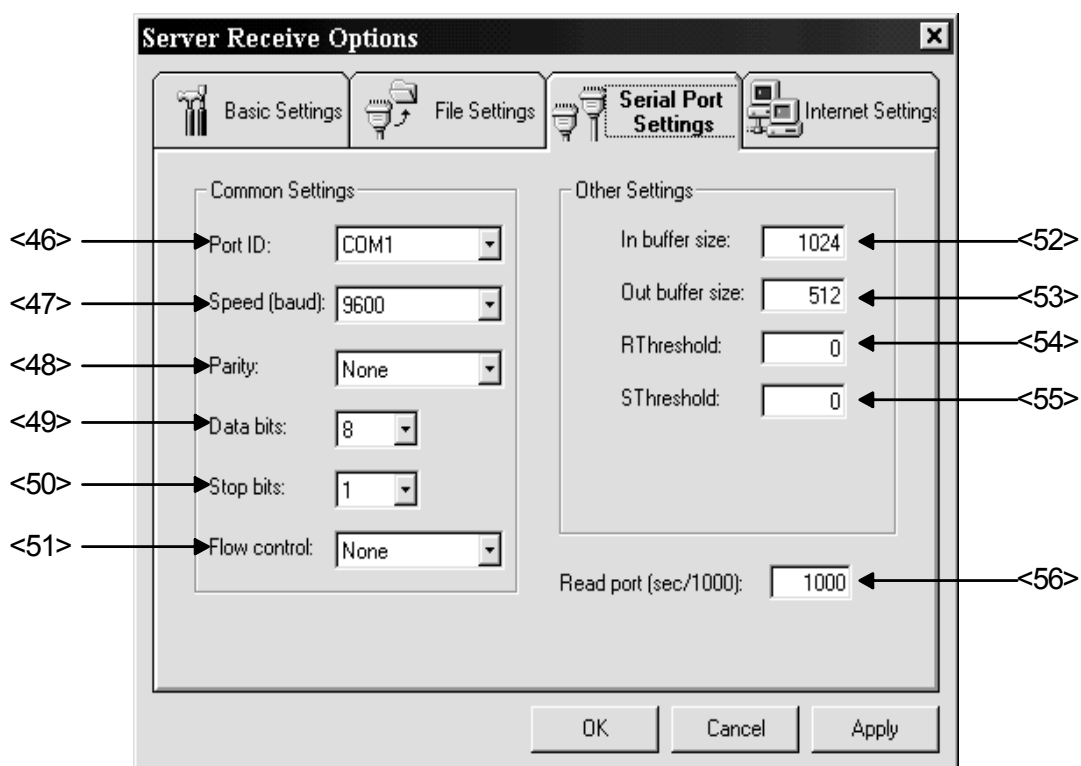 Server Receive Options
Basic Settings
File Settings
Serial Port
Settings
Internet Settings
Common Settings
<46> Port ID: COM1
<47> Speed (baud): 9600
<48> Parity: None
<49> Data bits: 8
<50> Stop bits: 1
<51> Flow control: None
Other Settings
In buffer size: 1024 <52>
Out buffer size: 512 <53>
RThreshold: 0 <54>
SThreshold: 0 <55>
Read port (sec/1000): 1000 <56>
OK Cancel Apply